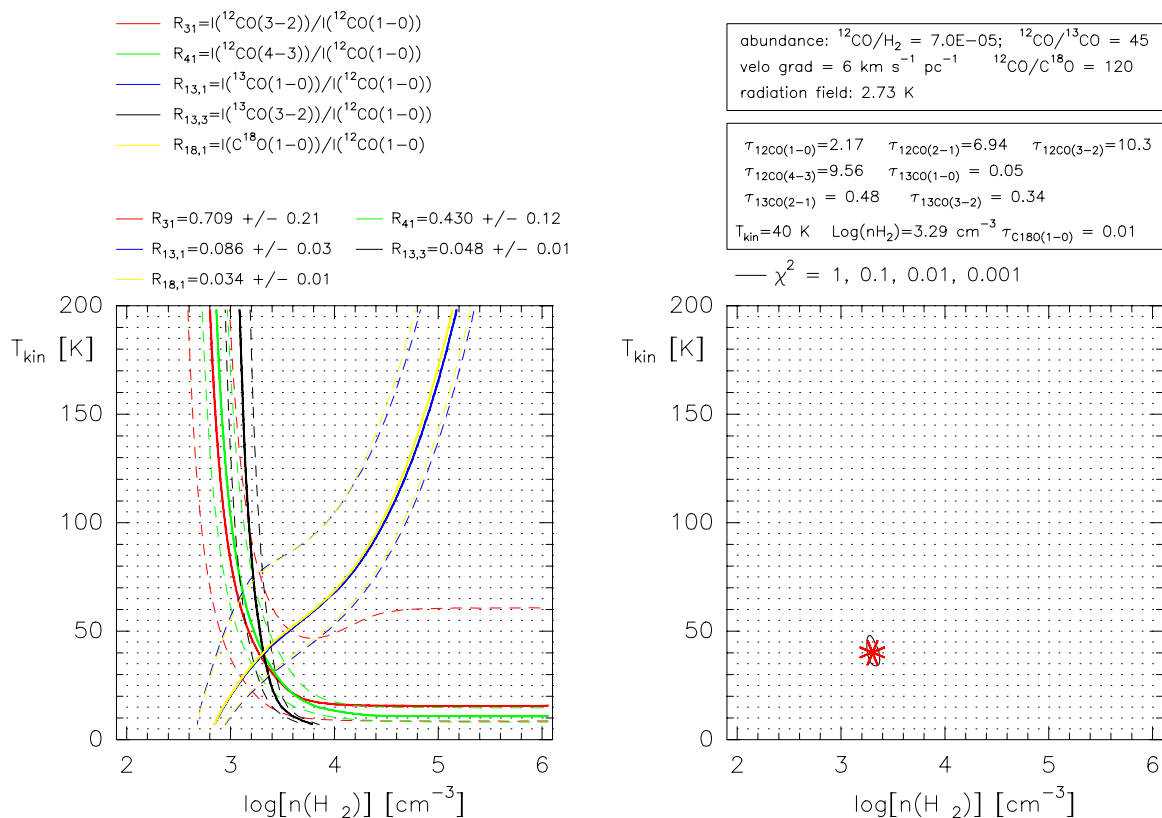 R31=I(12CO(3−2))/I(12CO(1−0))
R41=I(12CO(4−3))/I(12CO(1−0))
R13,1=I(13CO(1−0))/I(12CO(1−0))
R13,3=I(13CO(3−2))/I(12CO(1−0))
R18,1=I(C18O(1−0))/I(12CO(1−0)
R31=0.709 +/− 0.21
R41=0.430 +/− 0.12
R13,1=0.086 +/− 0.03
R13,3=0.048 +/− 0.01
R18,1=0.034 +/− 0.01
200
150
100
50
0
Tkin [K]
2 3 4 5 6
log[n(H 2)] [cm−3]
abundance: 12CO/H2 = 7.0E−05; 12CO/13CO = 45
velo grad = 6 km s−1 pc−1 12CO/C18O = 120
radiation field: 2.73 K
τ12CO(1−0)=2.17 τ12CO(2−1)=6.94 τ12CO(3−2)=10.3
τ12CO(4−3)=9.56 τ13CO(1−0) = 0.05
τ13CO(2−1) = 0.48 τ13CO(3−2) = 0.34
Tkin=40 K Log(nH2)=3.29 cm−3 τC18O(1−0) = 0.01
χ2 = 1, 0.1, 0.01, 0.001
200
150
100
50
0
Tkin [K]
2 3 4 5 6
log[n(H 2)] [cm−3]